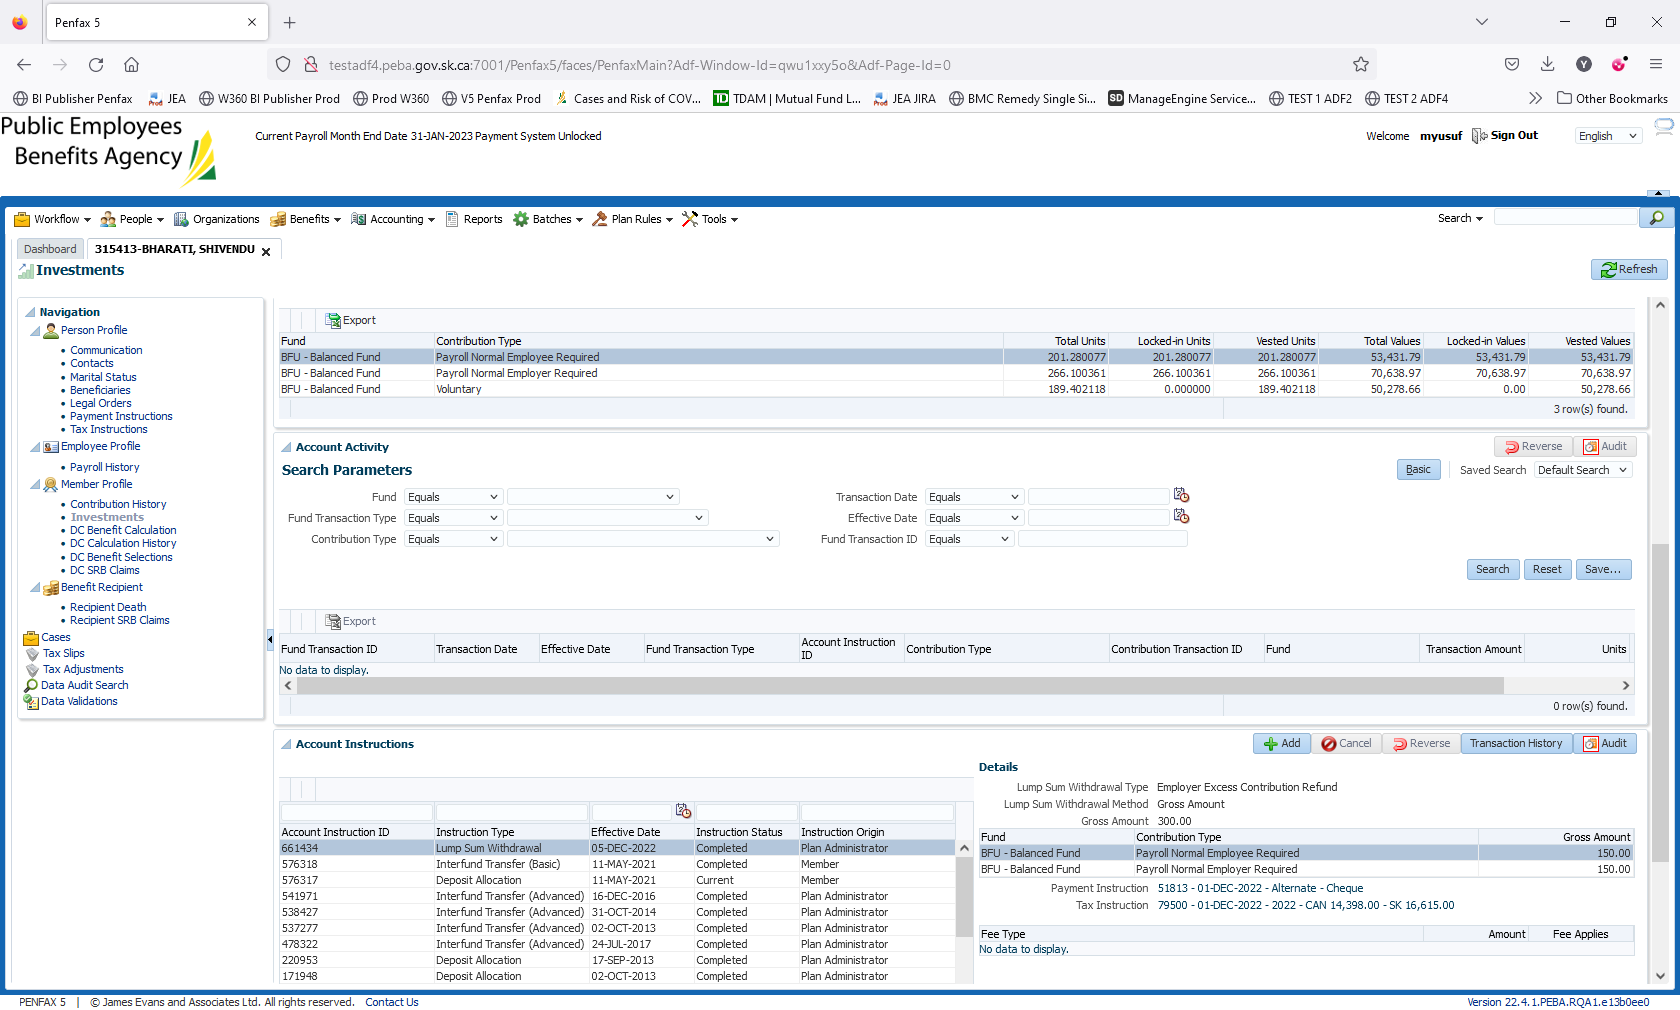 Penfax 5
testadf4.peba.gov.sk.ca:7001/Penfax5/faces/PenfaxMain?Adf-Window-Id=qwu1xxy5o&Adf-Page-Id=0
BI Publisher Penfax JEA W360 BI Publisher Prod Prod W360 V5 Penfax Prod Cases and Risk of COV... TD TDAM | Mutual Fund L... JEA JIRA BMC Remedy Single Si... SD ManageEngine Service... TEST 1 ADF2 TEST 2 ADF4 Other Bookmarks
Public Employees
Benefits Agency
Current Payroll Month End Date 31-JAN-2023 Payment System Unlocked
Welcome myusuf Sign Out English
Workflow People Organizations Benefits Accounting Reports Batches Plan Rules Tools Search
Dashboard 315413-BHARATI, SHIVENDU
Investments Refresh
Navigation
Person Profile
Communication
Contacts
Marital Status
Beneficiaries
Legal Orders
Payment Instructions
Tax Instructions
Employee Profile
Payroll History
Member Profile
Contribution History
Investments
DC Benefit Calculation
DC Calculation History
DC Benefit Selections
DC SRB Claims
Benefit Recipient
Recipient Death
Recipient SRB Claims
Cases
Tax Slips
Tax Adjustments
Data Audit Search
Data Validations
Export
Fund Contribution Type Total Units Locked-in Units Vested Units Total Values Locked-in Values Vested Values
BFU - Balanced Fund Payroll Normal Employee Required 201.280077 201.280077 201.280077 53,431.79 53,431.79 53,431.79
BFU - Balanced Fund Payroll Normal Employer Required 266.100361 266.100361 266.100361 70,638.97 70,638.97 70,638.97
BFU - Balanced Fund Voluntary 189.402118 0.000000 189.402118 50,278.66 0.00 50,278.66
3 row(s) found.
Account Activity Reverse Audit
Search Parameters Basic Saved Search Default Search
Fund Equals Transaction Date Equals
Fund Transaction Type Equals Effective Date Equals
Contribution Type Equals Fund Transaction ID Equals
Search Reset Save...
Export
Fund Transaction ID Transaction Date Effective Date Fund Transaction Type Account Instruction ID Contribution Type Contribution Transaction ID Fund Transaction Amount Units
No data to display.
0 row(s) found.
Account Instructions Add Cancel Reverse Transaction History Audit
Account Instruction ID Instruction Type Effective Date Instruction Status Instruction Origin
661434 Lump Sum Withdrawal 05-DEC-2022 Completed Plan Administrator
576318 Interfund Transfer (Basic) 11-MAY-2021 Completed Member
576317 Deposit Allocation 11-MAY-2021 Current Member
541971 Interfund Transfer (Advanced) 16-DEC-2016 Completed Plan Administrator
538427 Interfund Transfer (Advanced) 31-OCT-2014 Completed Plan Administrator
537277 Interfund Transfer (Advanced) 02-OCT-2013 Completed Plan Administrator
478322 Interfund Transfer (Advanced) 24-JUL-2017 Completed Plan Administrator
220953 Deposit Allocation 17-SEP-2013 Completed Plan Administrator
171948 Deposit Allocation 02-OCT-2013 Completed Plan Administrator
Details
Lump Sum Withdrawal Type Employer Excess Contribution Refund
Lump Sum Withdrawal Method Gross Amount
Gross Amount 300.00
Fund Contribution Type Gross Amount
BFU - Balanced Fund Payroll Normal Employee Required 150.00
BFU - Balanced Fund Payroll Normal Employer Required 150.00
Payment Instruction 51813 - 01-DEC-2022 - Alternate - Cheque
Tax Instruction 79500 - 01-DEC-2022 - 2022 - CAN 14,398.00 - SK 16,615.00
Fee Type Amount Fee Applies
No data to display.
PENFAX 5 | © James Evans and Associates Ltd. All rights reserved. Contact Us
Version 22.4.1.PEBA.RQA1.e13b0ee0